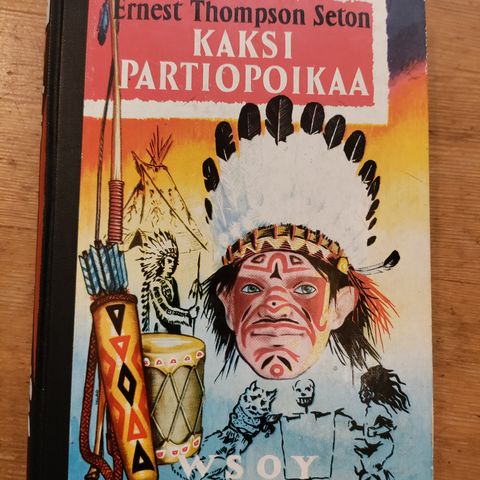 Ernest Thompson Seton
KAKSI
PARTIOPOIKAA
WSOY